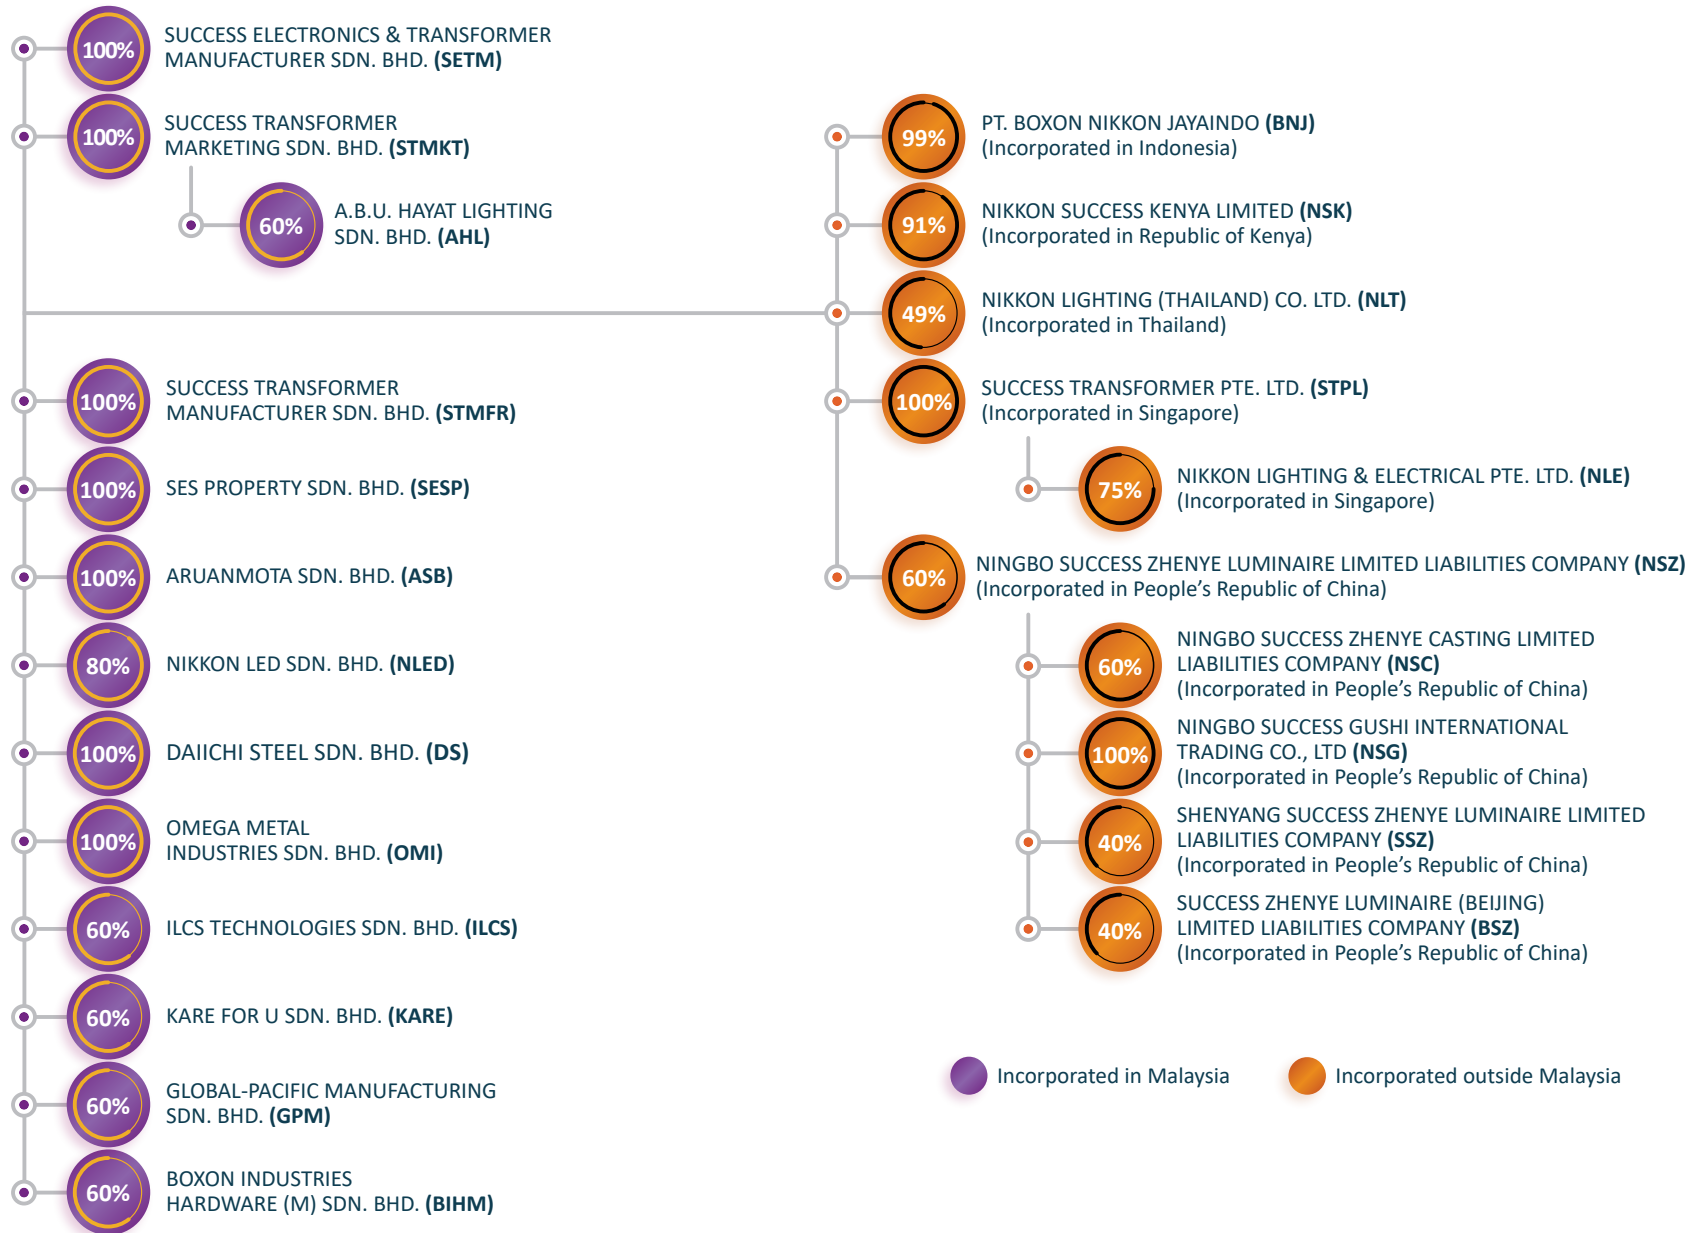 100%
SUCCESS ELECTRONICS & TRANSFORMER
MANUFACTURER SDN. BHD. (SETM)
100%
SUCCESS TRANSFORMER
MARKETING SDN. BHD. (STMKT)
60%
A.B.U. HAYAT LIGHTING
SDN. BHD. (AHL)
100%
SUCCESS TRANSFORMER
MANUFACTURER SDN. BHD. (STMFR)
100%
SES PROPERTY SDN. BHD. (SESP)
100%
ARUANMOTA SDN. BHD. (ASB)
80%
NIKKON LED SDN. BHD. (NLED)
100%
DAIICHI STEEL SDN. BHD. (DS)
100%
OMEGA METAL
INDUSTRIES SDN. BHD. (OMI)
60%
ILCS TECHNOLOGIES SDN. BHD. (ILCS)
60%
KARE FOR U SDN. BHD. (KARE)
60%
GLOBAL-PACIFIC MANUFACTURING
SDN. BHD. (GPM)
60%
BOXON INDUSTRIES
HARDWARE (M) SDN. BHD. (BIHM)
99%
PT. BOXON NIKKON JAYAINDO (BNJ)
(Incorporated in Indonesia)
91%
NIKKON SUCCESS KENYA LIMITED (NSK)
(Incorporated in Republic of Kenya)
49%
NIKKON LIGHTING (THAILAND) CO. LTD. (NLT)
(Incorporated in Thailand)
100%
SUCCESS TRANSFORMER PTE. LTD. (STPL)
(Incorporated in Singapore)
75%
NIKKON LIGHTING & ELECTRICAL PTE. LTD. (NLE)
(Incorporated in Singapore)
60%
NINGBO SUCCESS ZHENYE LUMINAIRE LIMITED LIABILITIES COMPANY (NSZ)
(Incorporated in People's Republic of China)
60%
NINGBO SUCCESS ZHENYE CASTING LIMITED
LIABILITIES COMPANY (NSC)
(Incorporated in People's Republic of China)
100%
NINGBO SUCCESS GUSHI INTERNATIONAL
TRADING CO., LTD (NSG)
(Incorporated in People's Republic of China)
40%
SHENYANG SUCCESS ZHENYE LUMINAIRE LIMITED
LIABILITIES COMPANY (SSZ)
(Incorporated in People's Republic of China)
40%
SUCCESS ZHENYE LUMINAIRE (BEIJING)
LIMITED LIABILITIES COMPANY (BSZ)
(Incorporated in People's Republic of China)
Incorporated in Malaysia
Incorporated outside Malaysia